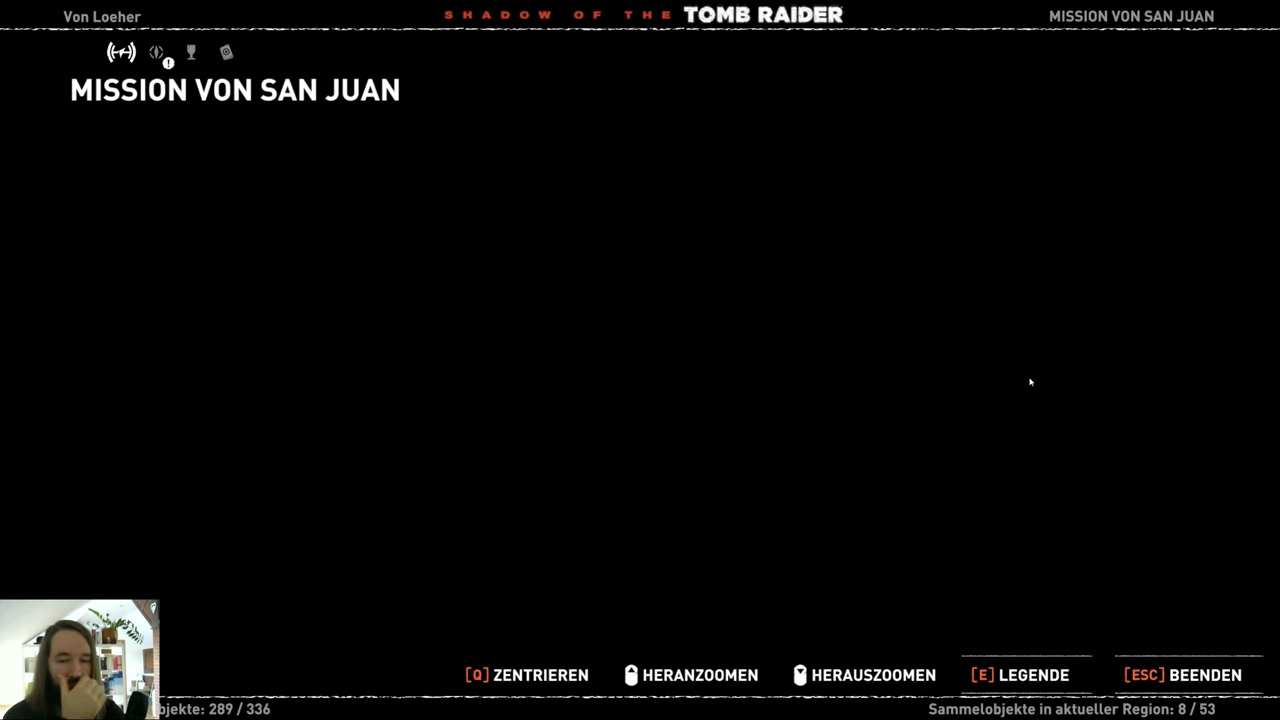 Von Loeher
SHADOW OF THE TOMB RAIDER
MISSION VON SAN JUAN
MISSION VON SAN JUAN
[Q] ZENTRIEREN
HERANZOOMEN
HERAUSZOOMEN
[E] LEGENDE
[ESC] BEENDEN
bjekte: 289 / 336
Sammelobjekte in aktueller Region: 8 / 53